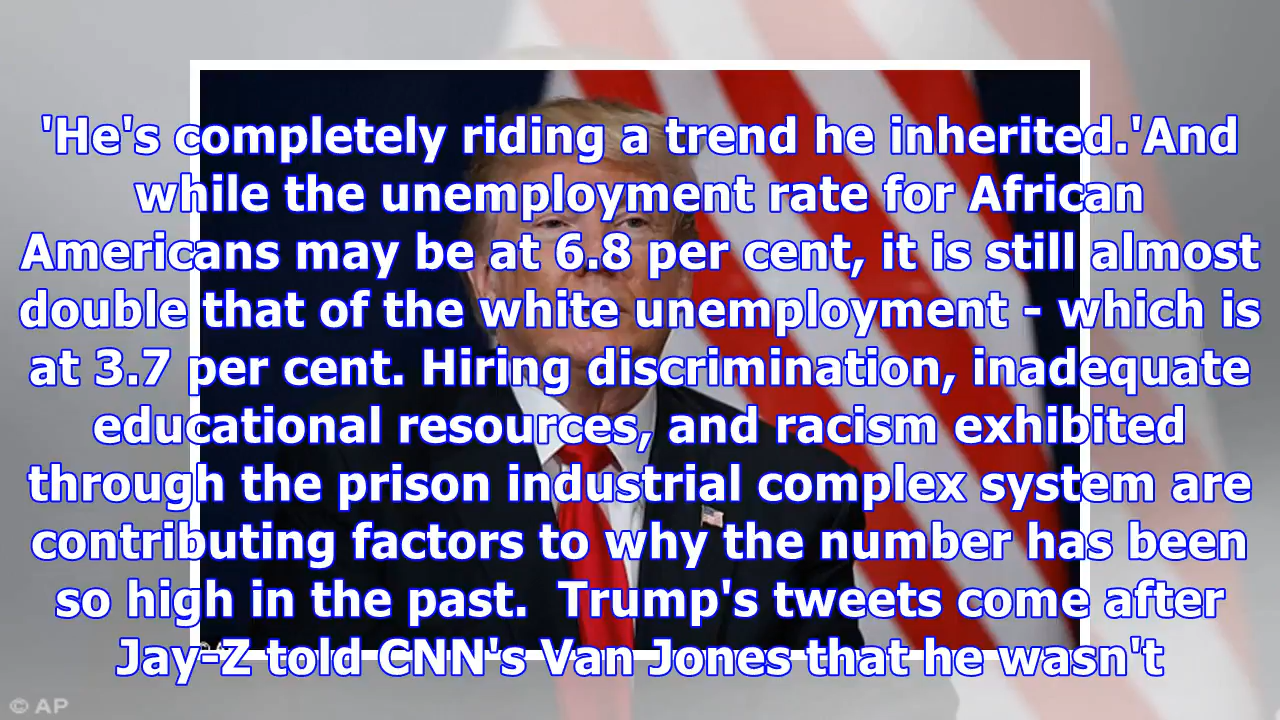 'He's completely riding a trend he inherited.'And
while the unemployment rate for African
Americans may be at 6.8 per cent, it is still almost
double that of the white unemployment - which is
at 3.7 per cent. Hiring discrimination, inadequate
educational resources, and racism exhibited
through the prison industrial complex system are
contributing factors to why the number has been
so high in the past.  Trump's tweets come after
Jay-Z told CNN's Van Jones that he wasn't
© AP